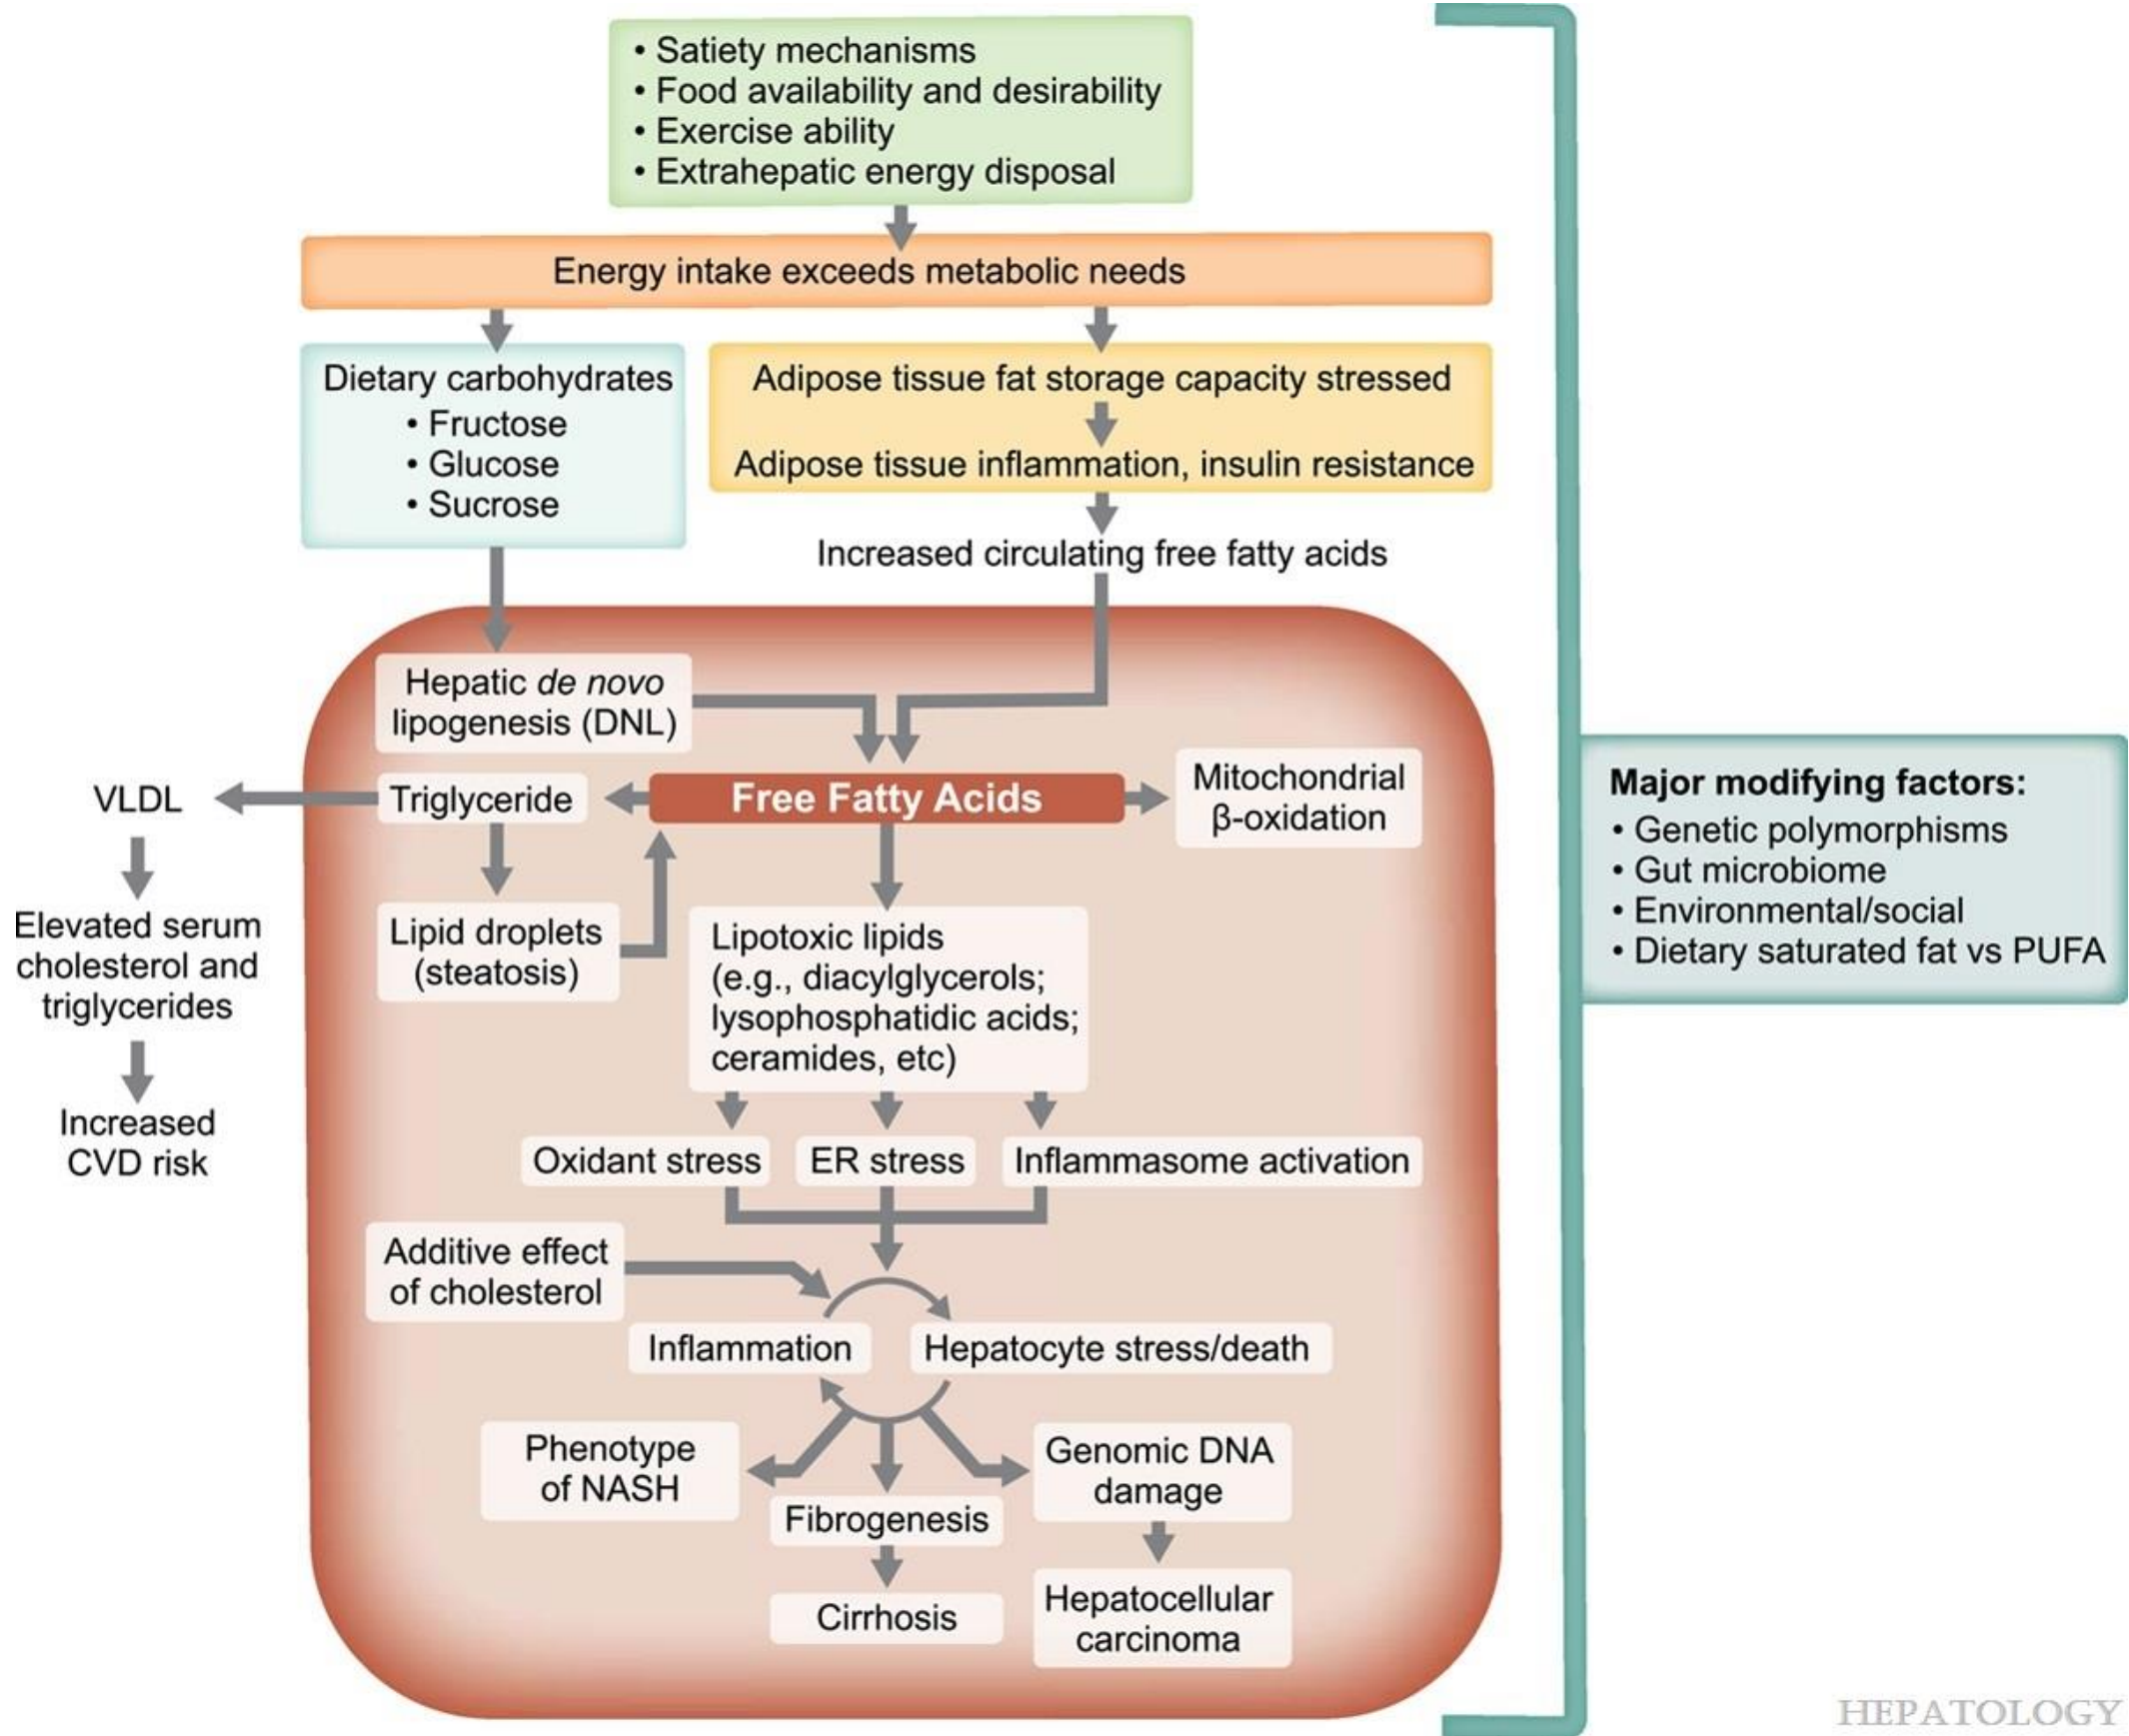 • Satiety mechanisms
• Food availability and desirability
• Exercise ability
• Extrahepatic energy disposal
Energy intake exceeds metabolic needs
Dietary carbohydrates
• Fructose
• Glucose
• Sucrose
Adipose tissue fat storage capacity stressed
Adipose tissue inflammation, insulin resistance
Increased circulating free fatty acids
Hepatic de novo
lipogenesis (DNL)
VLDL
Triglyceride
Free Fatty Acids
Mitochondrial
β-oxidation
Elevated serum
cholesterol and
triglycerides
Increased
CVD risk
Lipid droplets
(steatosis)
Lipotoxic lipids
(e.g., diacylglycerols;
lysophosphatidic acids;
ceramides, etc)
Oxidant stress
ER stress
Inflammasome activation
Additive effect
of cholesterol
Inflammation
Hepatocyte stress/death
Phenotype
of NASH
Fibrogenesis
Cirrhosis
Genomic DNA
damage
Hepatocellular
carcinoma
Major modifying factors:
• Genetic polymorphisms
• Gut microbiome
• Environmental/social
• Dietary saturated fat vs PUFA
HEPATOLOGY